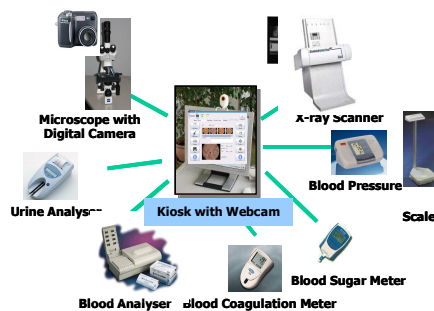 X-ray Scanner
Microscope with
Digital Camera
Blood Pressure
Urine Analyser
Kiosk with Webcam
Scale
Blood Sugar Meter
Blood Analyser
Blood Coagulation Meter